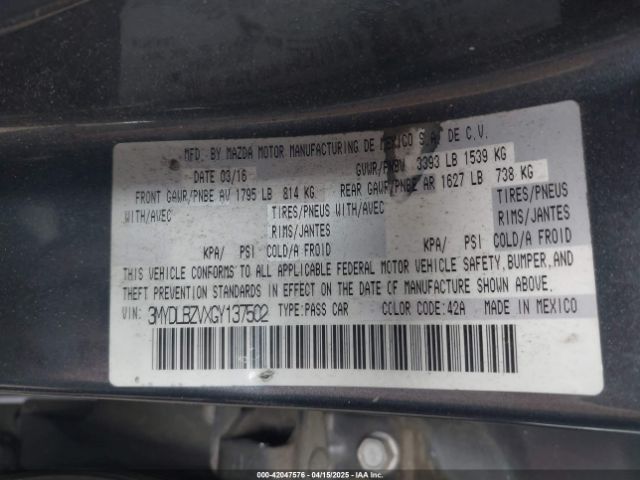 MFD. BY MAZDA MOTOR MANUFACTURING DE MEXICO S.A. DE C.V.
DATE 03/16 GVWR/PNBV 3393 LB 1539 KG
FRONT GAWR/PNBE AV 1795 LB 814 KG REAR GAWR/PNBE AR 1627 LB 738 KG
WITH/AVEC TIRES/PNEUS WITH/AVEC TIRES/PNEUS
RIMS/JANTES RIMS/JANTES
KPA/ PSI COLD/A FROID KPA/ PSI COLD/A FROID
THIS VEHICLE CONFORMS TO ALL APPLICABLE FEDERAL MOTOR VEHICLE SAFETY, BUMPER, AND
THEFT PREVENTION STANDARDS IN EFFECT ON THE DATE OF MANUFACTURE SHOWN ABOVE.
VIN: 3MYDLBZVXGY137502 TYPE: PASS CAR COLOR CODE: 42A MADE IN MEXICO
000-42047576 - 04/15/2025 - IAAI.COM